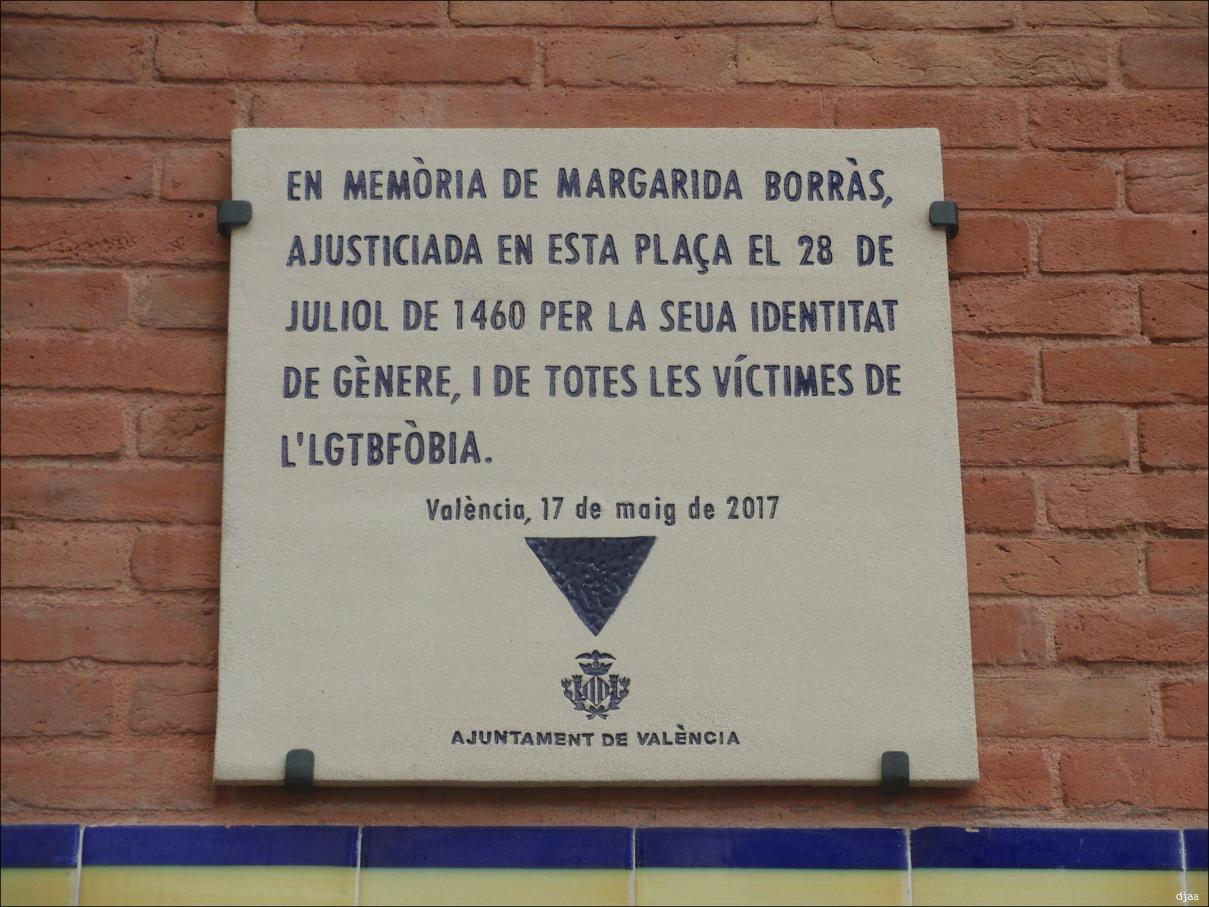 EN MEMÒRIA DE MARGARIDA BORRÀS,
AJUSTICIADA EN ESTA PLAÇA EL 28 DE
JULIOL DE 1460 PER LA SEUA IDENTITAT
DE GÈNERE, I DE TOTES LES VÍCTIMES DE
L'LGTBFÒBIA.
València, 17 de maig de 2017
AJUNTAMENT DE VALÈNCIA
djaa